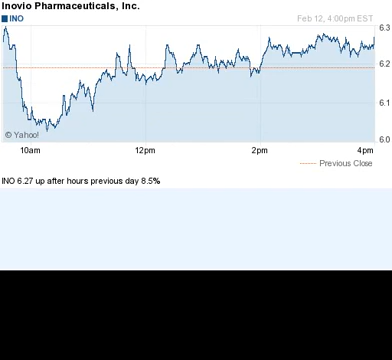 Inovio Pharmaceuticals, Inc.
INO Feb 12, 4:00pm EST
6.3
6.2
6.1
6.0
© Yahoo!
10am 12pm 2pm 4pm
Previous Close
INO 6.27 up after hours previous day 8.5%